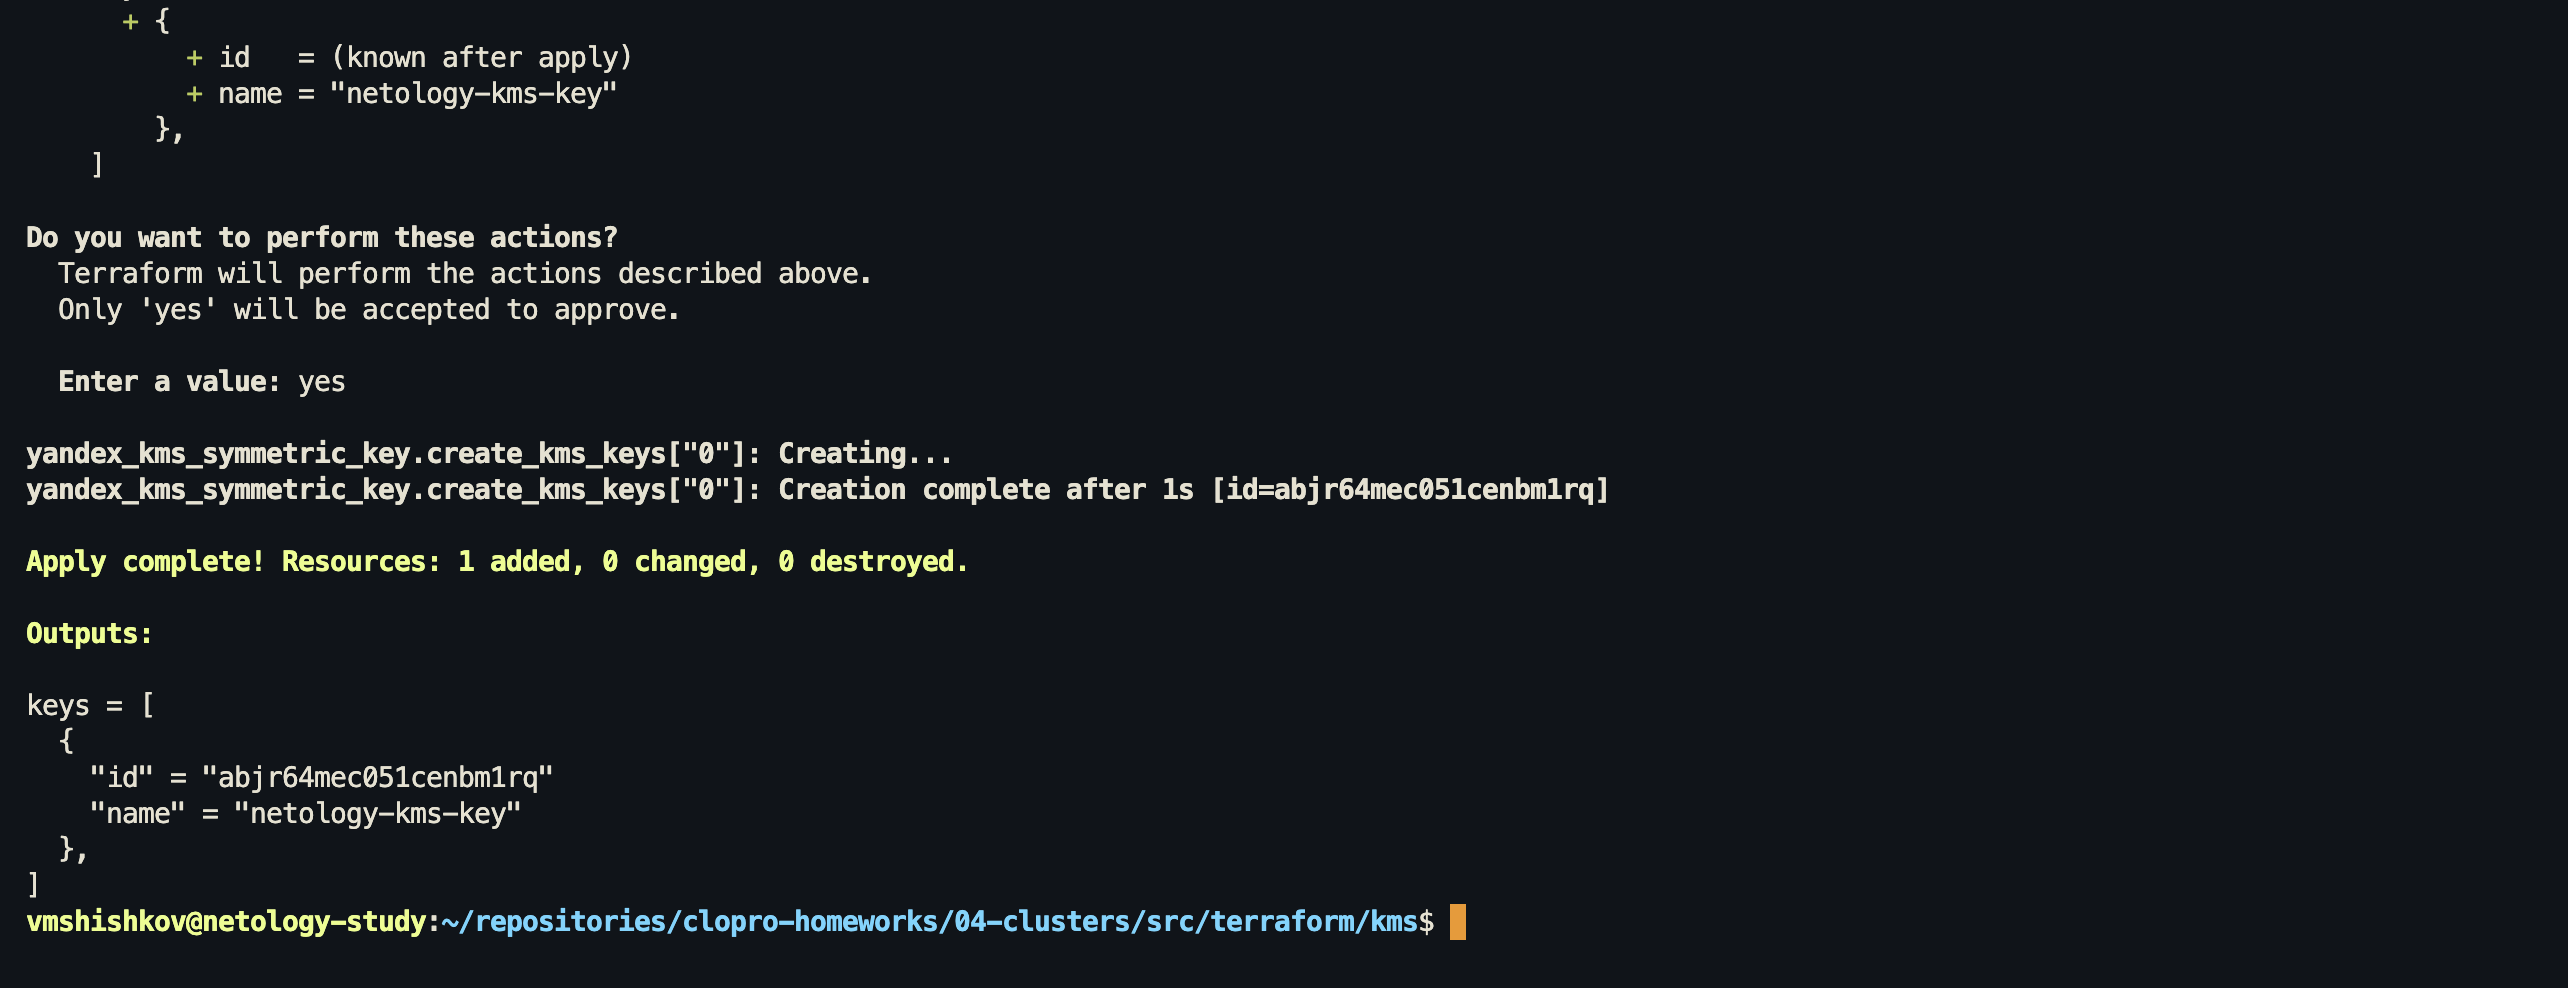 + {
+ id = (known after apply)
+ name = "netology-kms-key"
},
]
Do you want to perform these actions?
Terraform will perform the actions described above.
Only 'yes' will be accepted to approve.
Enter a value: yes
yandex_kms_symmetric_key.create_kms_keys["0"]: Creating...
yandex_kms_symmetric_key.create_kms_keys["0"]: Creation complete after 1s [id=abjr64mec051cenbm1rq]
Apply complete! Resources: 1 added, 0 changed, 0 destroyed.
Outputs:
keys = [
{
"id" = "abjr64mec051cenbm1rq"
"name" = "netology-kms-key"
},
]
vmshishkov@netology-study:~/repositories/clopro-homeworks/04-clusters/src/terraform/kms$